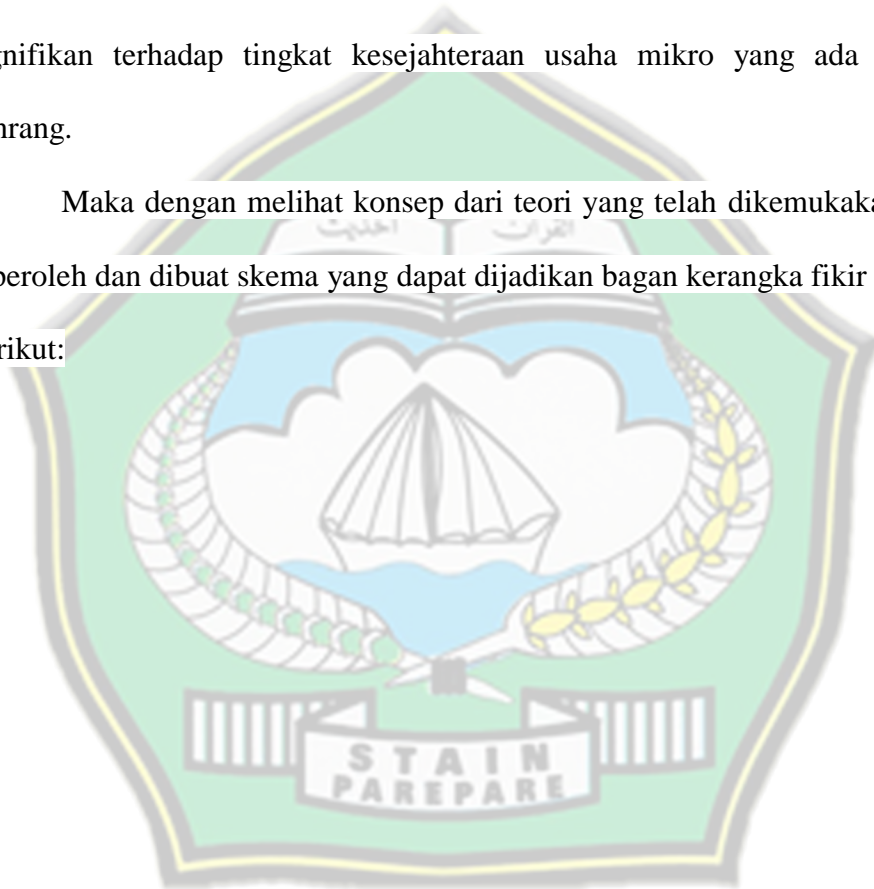 gnifikan terhadap tingkat kesejahteraan usaha mikro yang ada
nrang.
Maka dengan melihat konsep dari teori yang telah dikemukaka
peroleh dan dibuat skema yang dapat dijadikan bagan kerangka fikir
rikut:
STAIN
PAREPARE